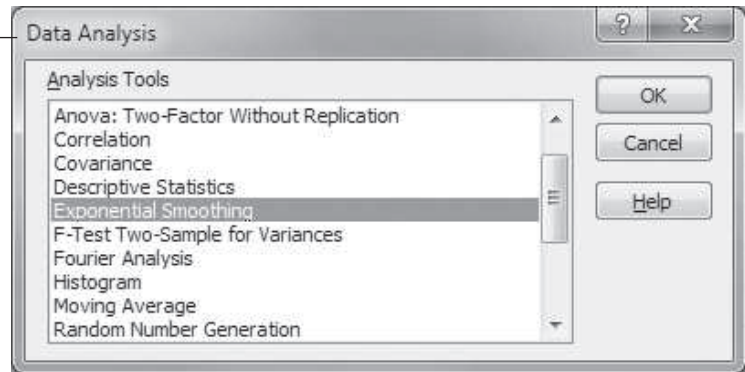 Data Analysis
?
Analysis Tools
Anova: Two-Factor Without Replication
Correlation
Covariance
Descriptive Statistics
Exponential Smoothing
F-Test Two-Sample for Variances
Fourier Analysis
Histogram
Moving Average
Random Number Generation
OK
Cancel
Help